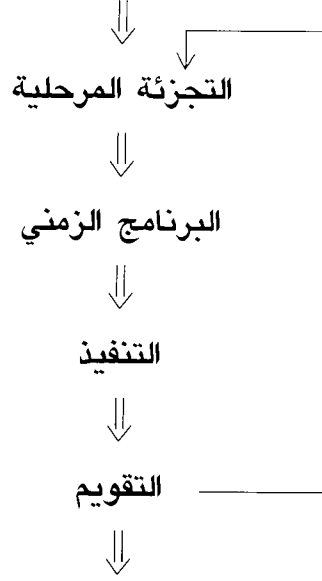 التجزئة المرحلية
البرنامج الزمني
التنفيذ
التقويم